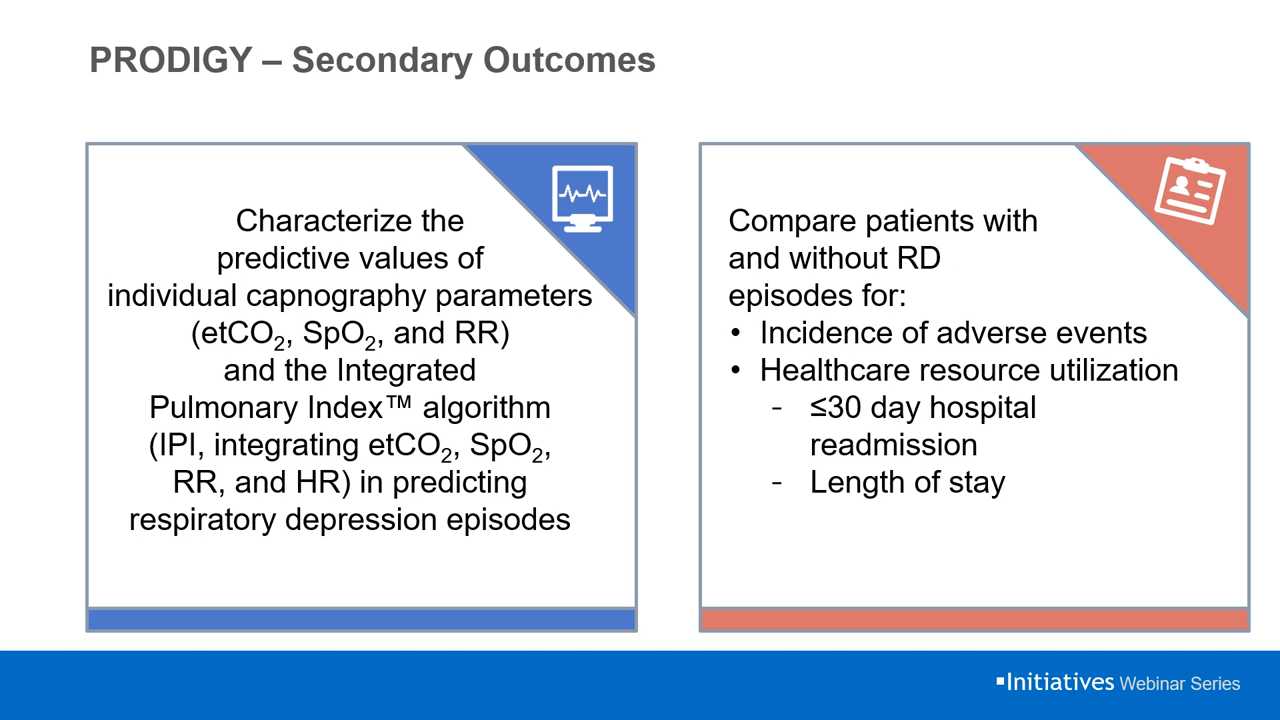 PRODIGY – Secondary Outcomes
Characterize the
predictive values of
individual capnography parameters
(etCO₂, SpO₂, and RR)
and the Integrated
Pulmonary Index™ algorithm
(IPI, integrating etCO₂, SpO₂,
RR, and HR) in predicting
respiratory depression episodes
Compare patients with
and without RD
episodes for:
• Incidence of adverse events
• Healthcare resource utilization
- ≤30 day hospital
readmission
- Length of stay
▪Initiatives Webinar Series